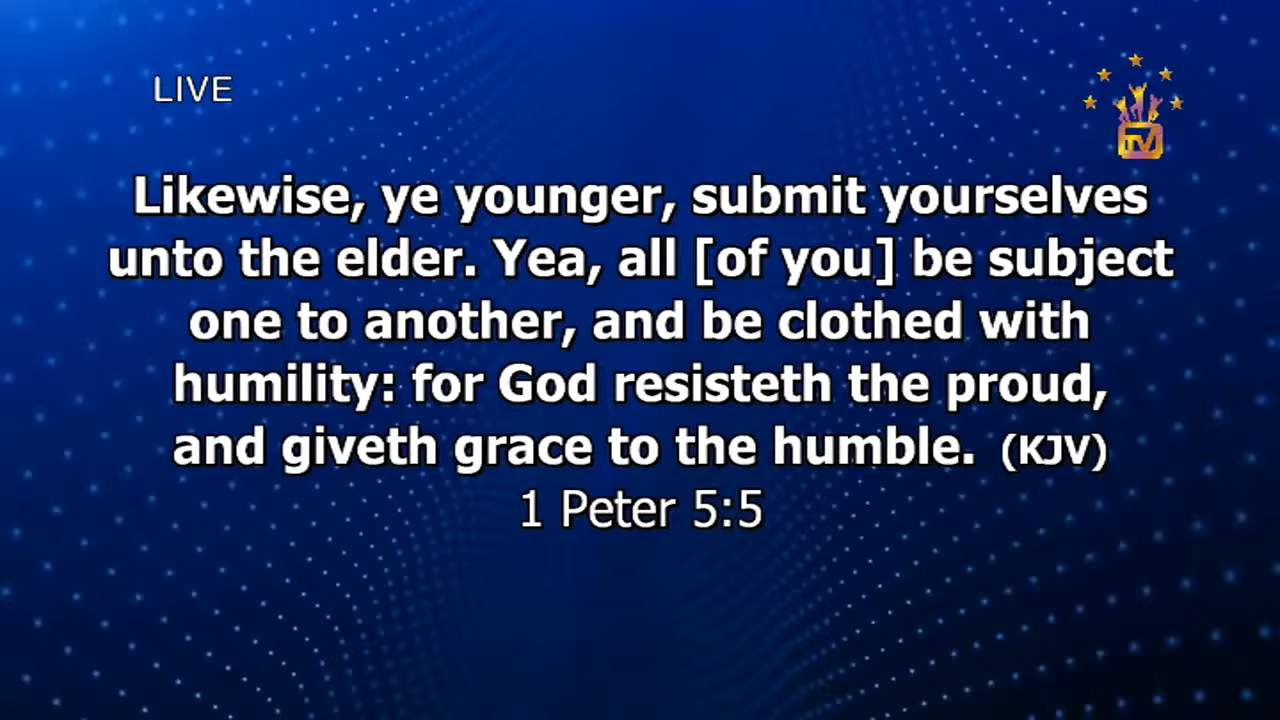 LIVE
TV
Likewise, ye younger, submit yourselves
unto the elder. Yea, all [of you] be subject
one to another, and be clothed with
humility: for God resisteth the proud,
and giveth grace to the humble. (KJV)
1 Peter 5:5